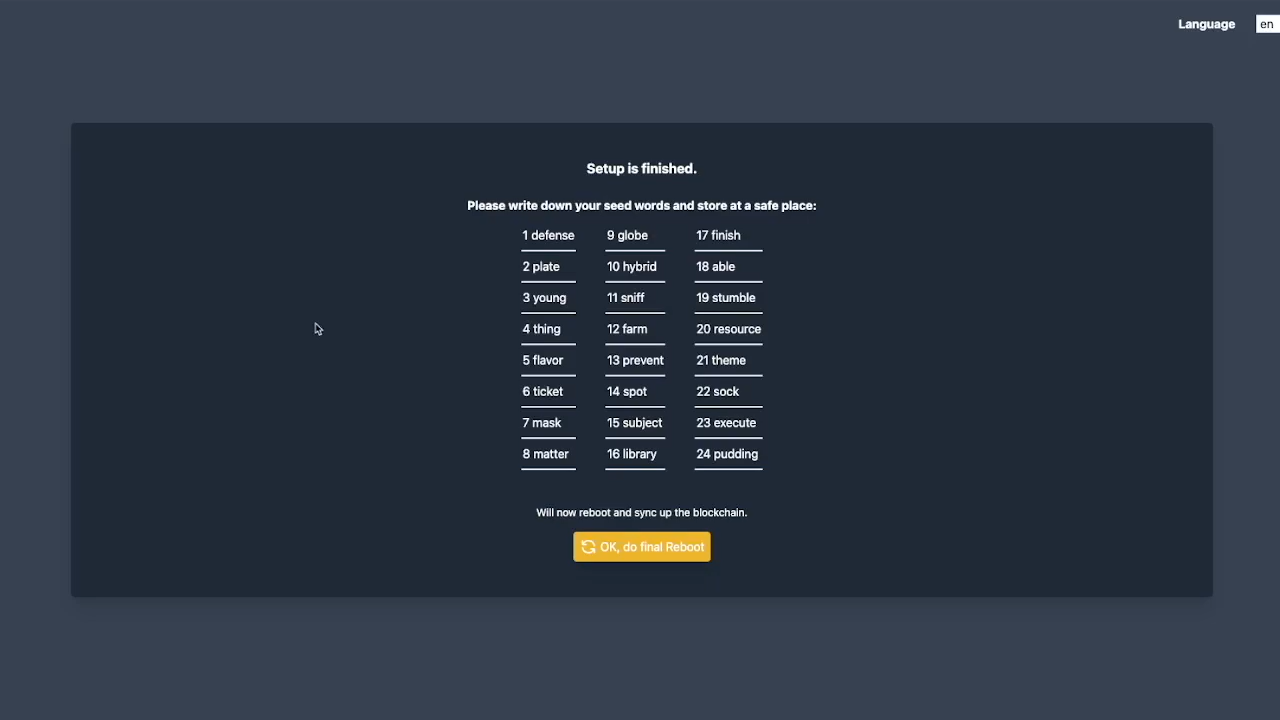 Language en
Setup is finished.
Please write down your seed words and store at a safe place:
1 defense 9 globe 17 finish
2 plate 10 hybrid 18 able
3 young 11 sniff 19 stumble
4 thing 12 farm 20 resource
5 flavor 13 prevent 21 theme
6 ticket 14 spot 22 sock
7 mask 15 subject 23 execute
8 matter 16 library 24 pudding
Will now reboot and sync up the blockchain.
OK, do final Reboot